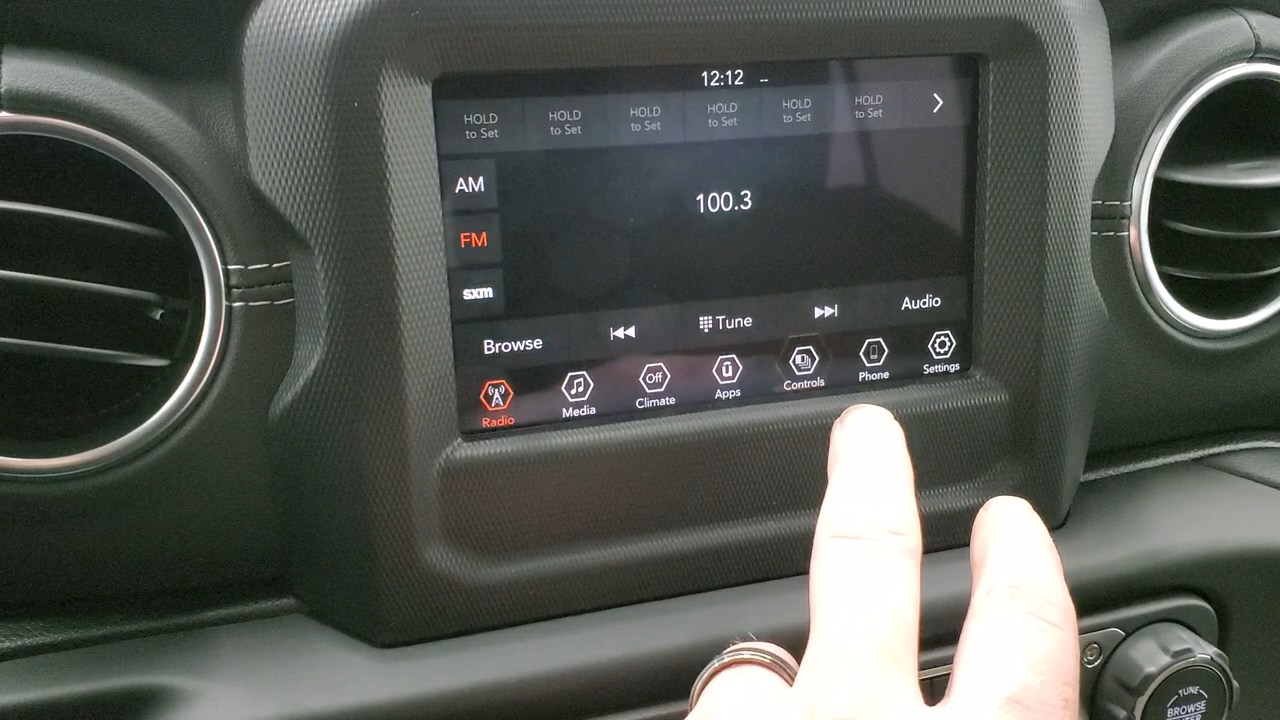 12:12 --
HOLD
to Set
HOLD
to Set
HOLD
to Set
HOLD
to Set
HOLD
to Set
HOLD
to Set
AM
100.3
FM
sxm
Browse
Tune
Audio
Radio
Media
Off
Climate
ū
Apps
Controls
Phone
Settings
TUNE
BROWSE